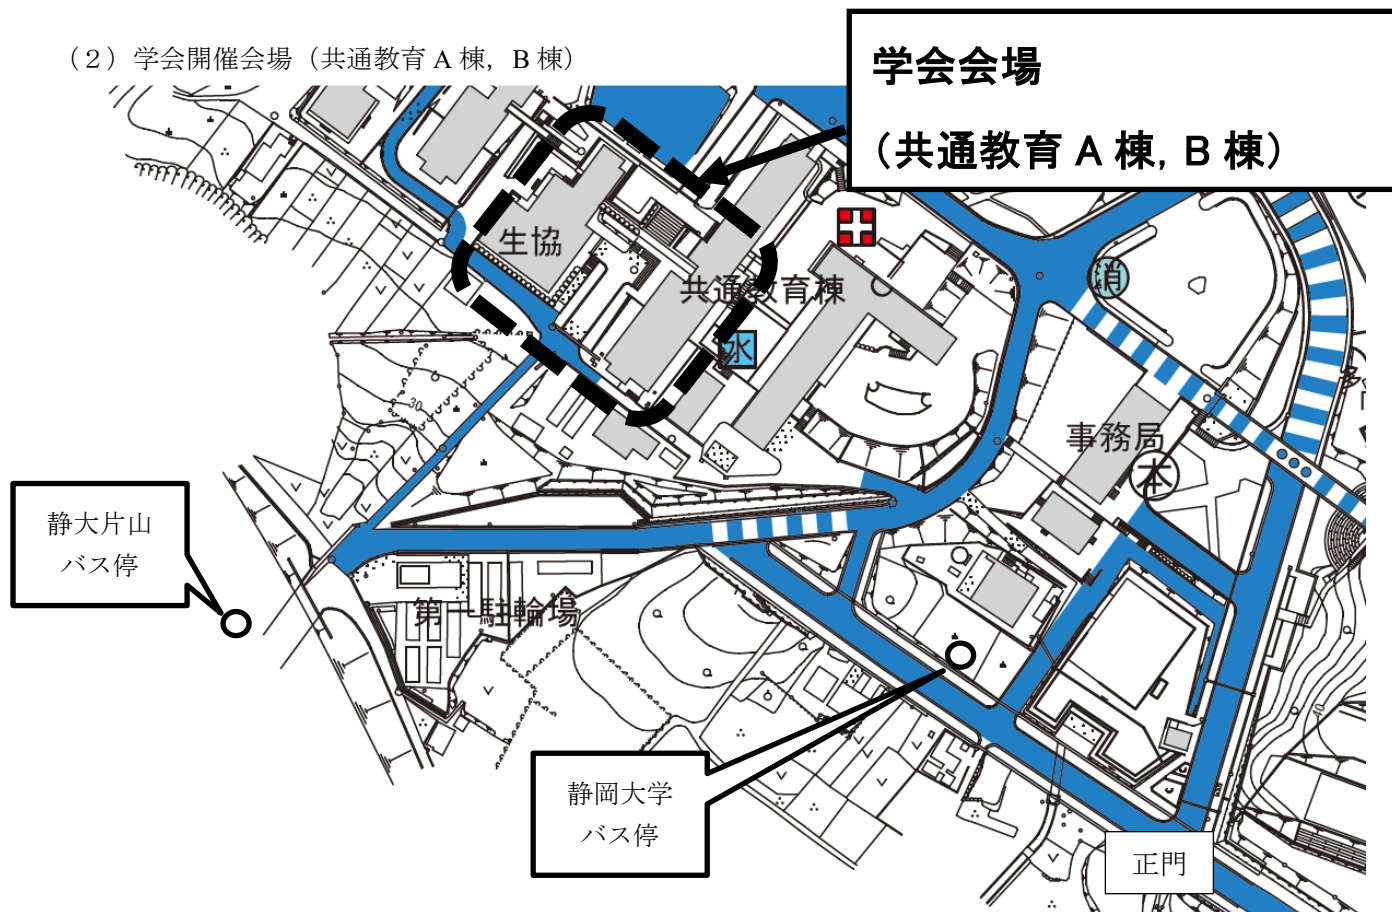 （２）学会開催会場（共通教育 A 棟，B 棟）
学会会場
（共通教育 A 棟, B 棟）
生協
共通教育棟
水
消
30
事務局
本
静大片山
バス停
第一駐輪場
静岡大学
バス停
正門